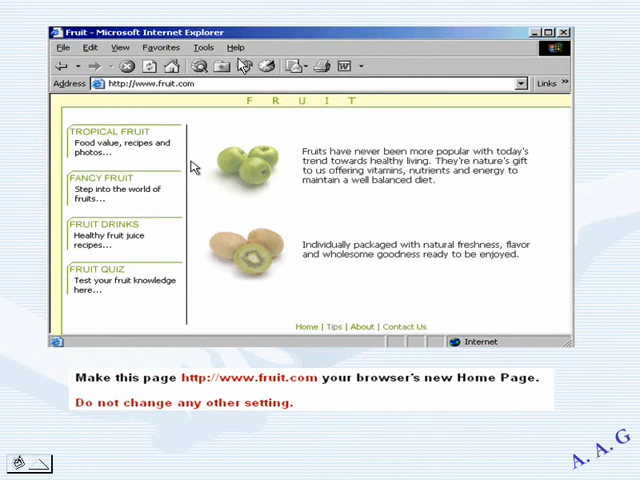 Fruit - Microsoft Internet Explorer
File Edit View Favorites Tools Help
Address http://www.fruit.com Links »
F R U I T
TROPICAL FRUIT
Food value, recipes and
photos...
FANCY FRUIT
Step into the world of
fruits...
FRUIT DRINKS
Healthy fruit juice
recipes...
FRUIT QUIZ
Test your fruit knowledge
here...
Fruits have never been more popular with today's
trend towards healthy living. They're nature's gift
to us offering vitamins, nutrients and energy to
maintain a well balanced diet.
Individually packaged with natural freshness, flavor
and wholesome goodness ready to be enjoyed.
Home | Tips | About | Contact Us
Internet
Make this page http://www.fruit.com your browser's new Home Page.
Do not change any other setting.
A. A. G